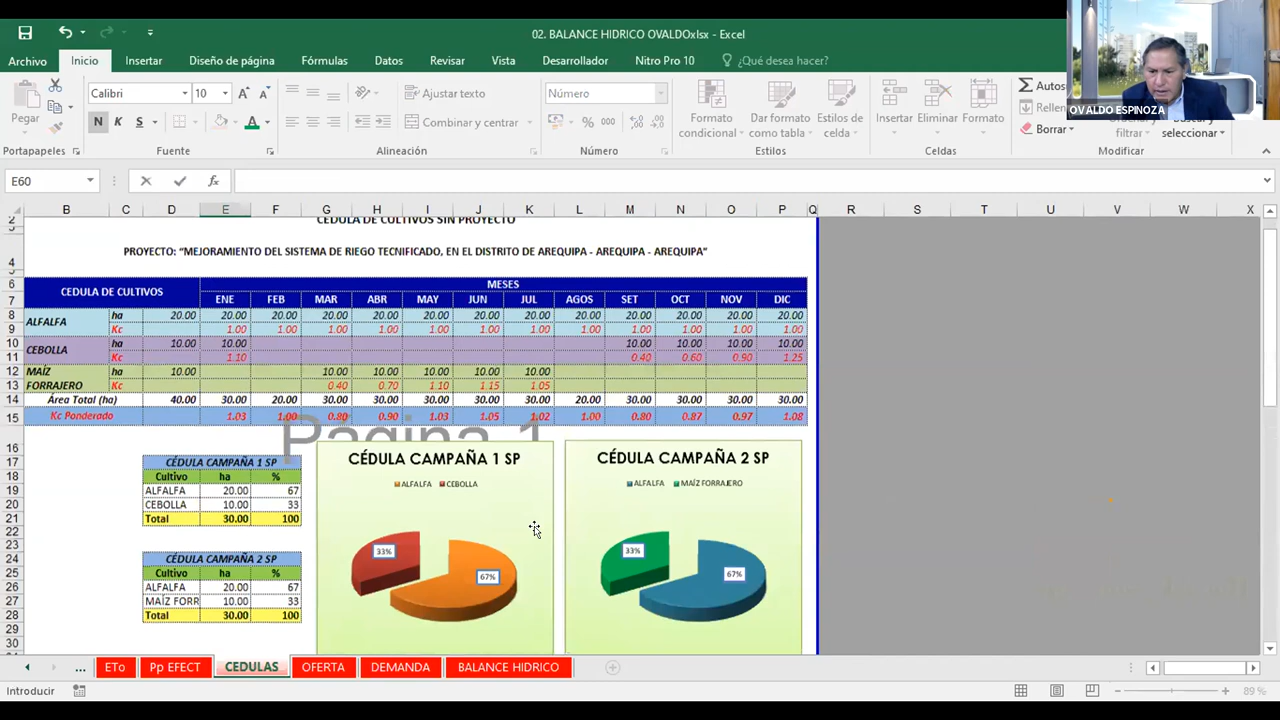 02. BALANCE HIDRICO OVALDOxlsx - Excel
Archivo Inicio Insertar Diseño de página Fórmulas Datos Revisar Vista Desarrollador Nitro Pro 10 ¿Qué desea hacer?
OVALDO ESPINOZA
Pegar
Calibri 10
N K S
Ajustar texto
Combinar y centrar
Número
Formato condicional
Dar formato como tabla
Estilos de celda
Insertar Eliminar Formato
Borrar
filtrar
seleccionar
Portapapeles Fuente Alineación Número Estilos Celdas Modificar
E60
B C D E F G H I J K L M N O P Q R S T U V W X
CEDULA DE CULTIVOS SIN PROYECTO
PROYECTO: “MEJORAMIENTO DEL SISTEMA DE RIEGO TECNIFICADO, EN EL DISTRITO DE AREQUIPA - AREQUIPA - AREQUIPA”
CEDULA DE CULTIVOS MESES
ENE FEB MAR ABR MAY JUN JUL AGOS SET OCT NOV DIC
ALFALFA ha 20.00 20.00 20.00 20.00 20.00 20.00 20.00 20.00 20.00 20.00 20.00 20.00 20.00
Kc 1.00 1.00 1.00 1.00 1.00 1.00 1.00 1.00 1.00 1.00 1.00 1.00
CEBOLLA ha 10.00 10.00 10.00 10.00 10.00 10.00
Kc 1.10 0.40 0.60 0.90 1.25
MAÍZ FORRAJERO ha 10.00 10.00 10.00 10.00 10.00 10.00
Kc 0.40 0.70 1.10 1.15 1.05
Área Total (ha) 40.00 30.00 20.00 30.00 30.00 30.00 30.00 30.00 20.00 30.00 30.00 30.00 30.00
Kc Ponderado 1.03 1.00 0.80 0.90 1.03 1.05 1.02 1.00 0.80 0.87 0.97 1.08
Página 1
CÉDULA CAMPAÑA 1 SP
Cultivo ha %
ALFALFA 20.00 67
CEBOLLA 10.00 33
Total 30.00 100
CÉDULA CAMPAÑA 2 SP
Cultivo ha %
ALFALFA 20.00 67
MAÍZ FORR 10.00 33
Total 30.00 100
CÉDULA CAMPAÑA 1 SP
ALFALFA CEBOLLA
33%
67%
CÉDULA CAMPAÑA 2 SP
ALFALFA MAÍZ FORRAJERO
33%
67%
... ETo Pp EFECT CEDULAS OFERTA DEMANDA BALANCE HIDRICO
Introducir
89 %